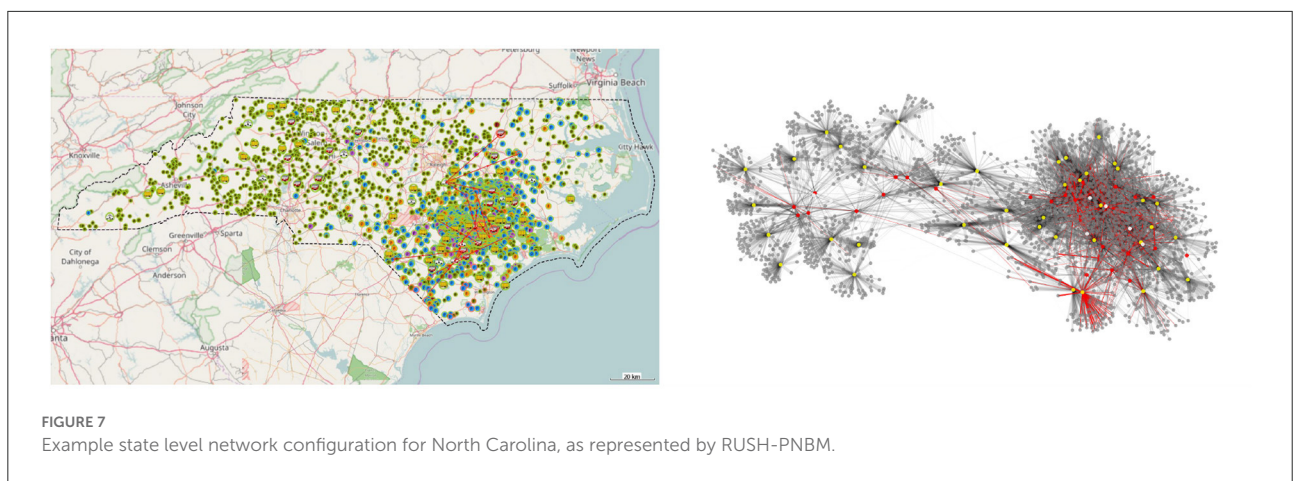 Petersburg
Newport
News
Virginia Beach
Suffolk
Johnson
City
Knoxville
Kitty Hawk
Asheville
Greenville
Sparta
City of
Dahlonega
Clemson
Anderson
Augusta
anta
20 km
FIGURE 7
Example state level network configuration for North Carolina, as represented by RUSH-PNBM.